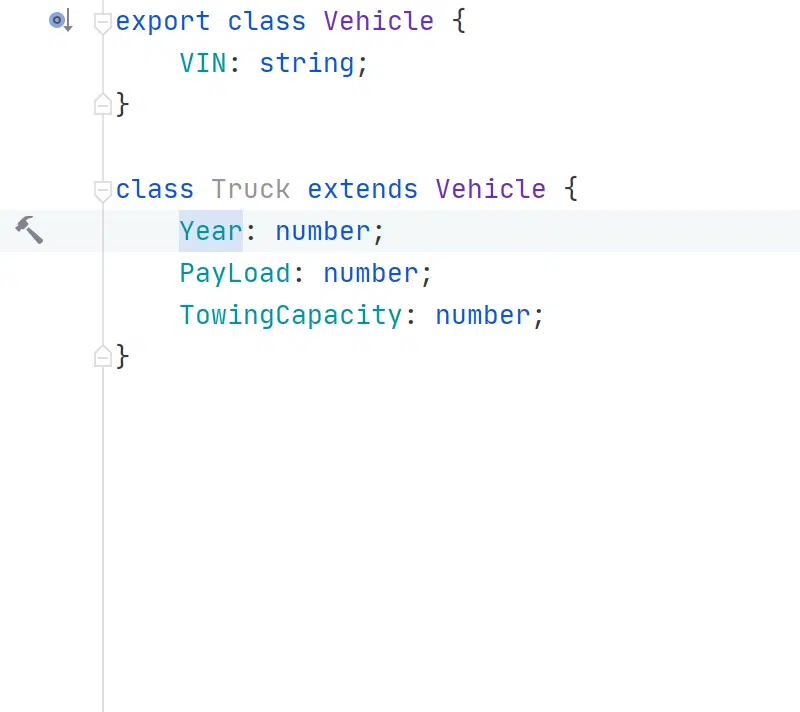 export class Vehicle {
    VIN: string;
}

class Truck extends Vehicle {
    Year: number;
    PayLoad: number;
    TowingCapacity: number;
}